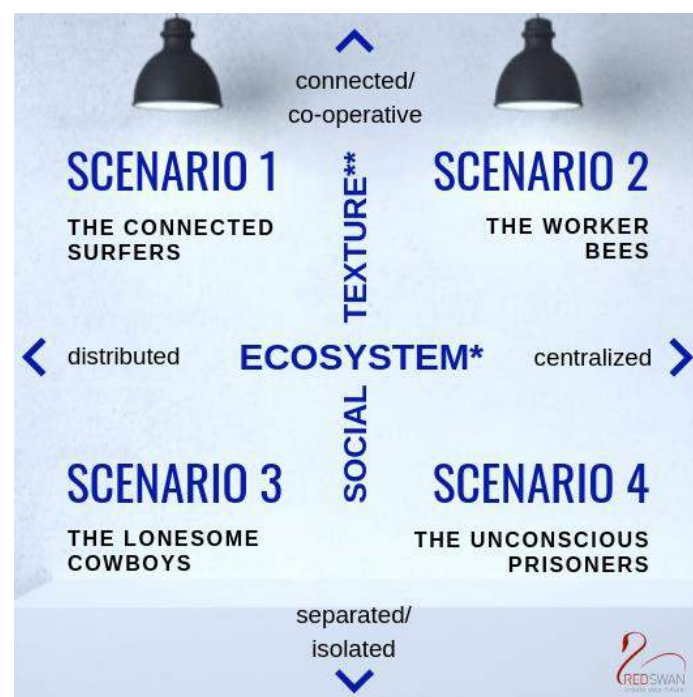 connected/
co-operative
SCENARIO 1
SCENARIO 2
THE CONNECTED
SURFERS
THE WORKER
BEES
SOCIAL TEXTURE**
distributed
ECOSYSTEM*
centralized
SCENARIO 3
SCENARIO 4
THE LONESOME
COWBOYS
THE UNCONSCIOUS
PRISONERS
separated/
isolated
REDSWAN